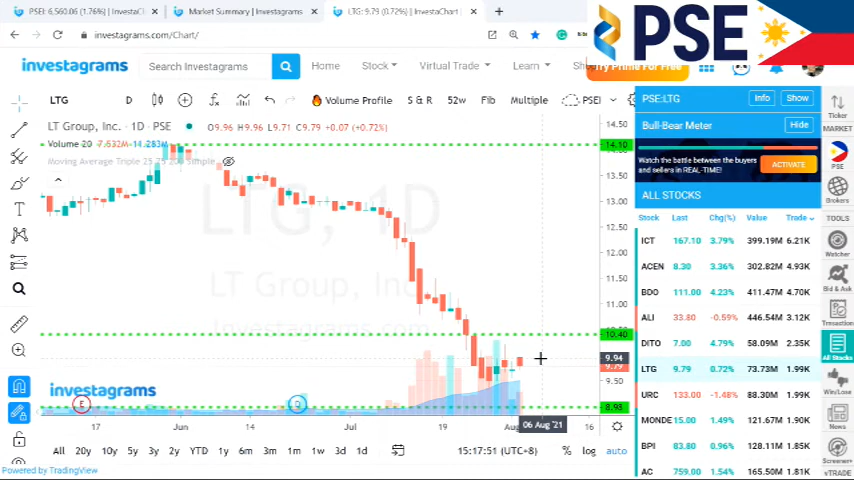 PSEI: 6,560.06 (1.76%) | InvestaCl
Market Summary | Investagrams
LTG: 9.79 (0.72%) | InvestaChart
investagrams.com/Chart/
PSE
investagrams
Search Investagrams
Home
Stock
Virtual Trade
Learn
Try Prime For Free
LTG
D
Volume Profile
S & R
52w
Fib
Multiple
PSEI
LT Group, Inc. · 1D · PSE
O9.96 H9.96 L9.71 C9.79 +0.07 (+0.72%)
Volume 20 7.532M 11.283M
Moving Average Triple 25 75 200 Simple
LTG, 1D
LT Group, Inc.
investagrams.com
investagrams
E
D
14.50
14.10
13.50
13.00
12.50
12.00
11.50
11.00
10.40
9.94
9.79
9.50
8.93
17
Jun
14
Jul
19
Aug
06 Aug '21
16
All 20y 10y 5y 3y 2y YTD 1y 6m 3m 1m 1w 3d 1d
15:17:51 (UTC+8)
% log auto
Powered by TradingView
PSE:LTG
Info
Show
Bull-Bear Meter
Hide
Watch the battle between the buyers
and sellers in REAL-TIME!
ACTIVATE
ALL STOCKS
Stock Last Chg(%) Value Trade
ICT 167.10 3.79% 399.19M 6.21K
ACEN 8.30 3.36% 302.82M 4.93K
BDO 111.00 4.23% 411.47M 4.70K
ALI 33.80 -0.59% 446.54M 3.12K
DITO 7.00 4.79% 58.09M 2.35K
LTG 9.79 0.72% 73.73M 1.99K
URC 133.00 -1.48% 88.30M 1.99K
MONDE 15.00 1.49% 121.67M 1.90K
BPI 83.80 0.96% 128.11M 1.85K
AC 759.00 1.54% 165.50M 1.81K
Ticker
MARKET
PSE
Brokers
TOOLS
Watcher
Bid & Ask
Transaction
All Stocks
Win/Lose
News
Screener
vTRADE